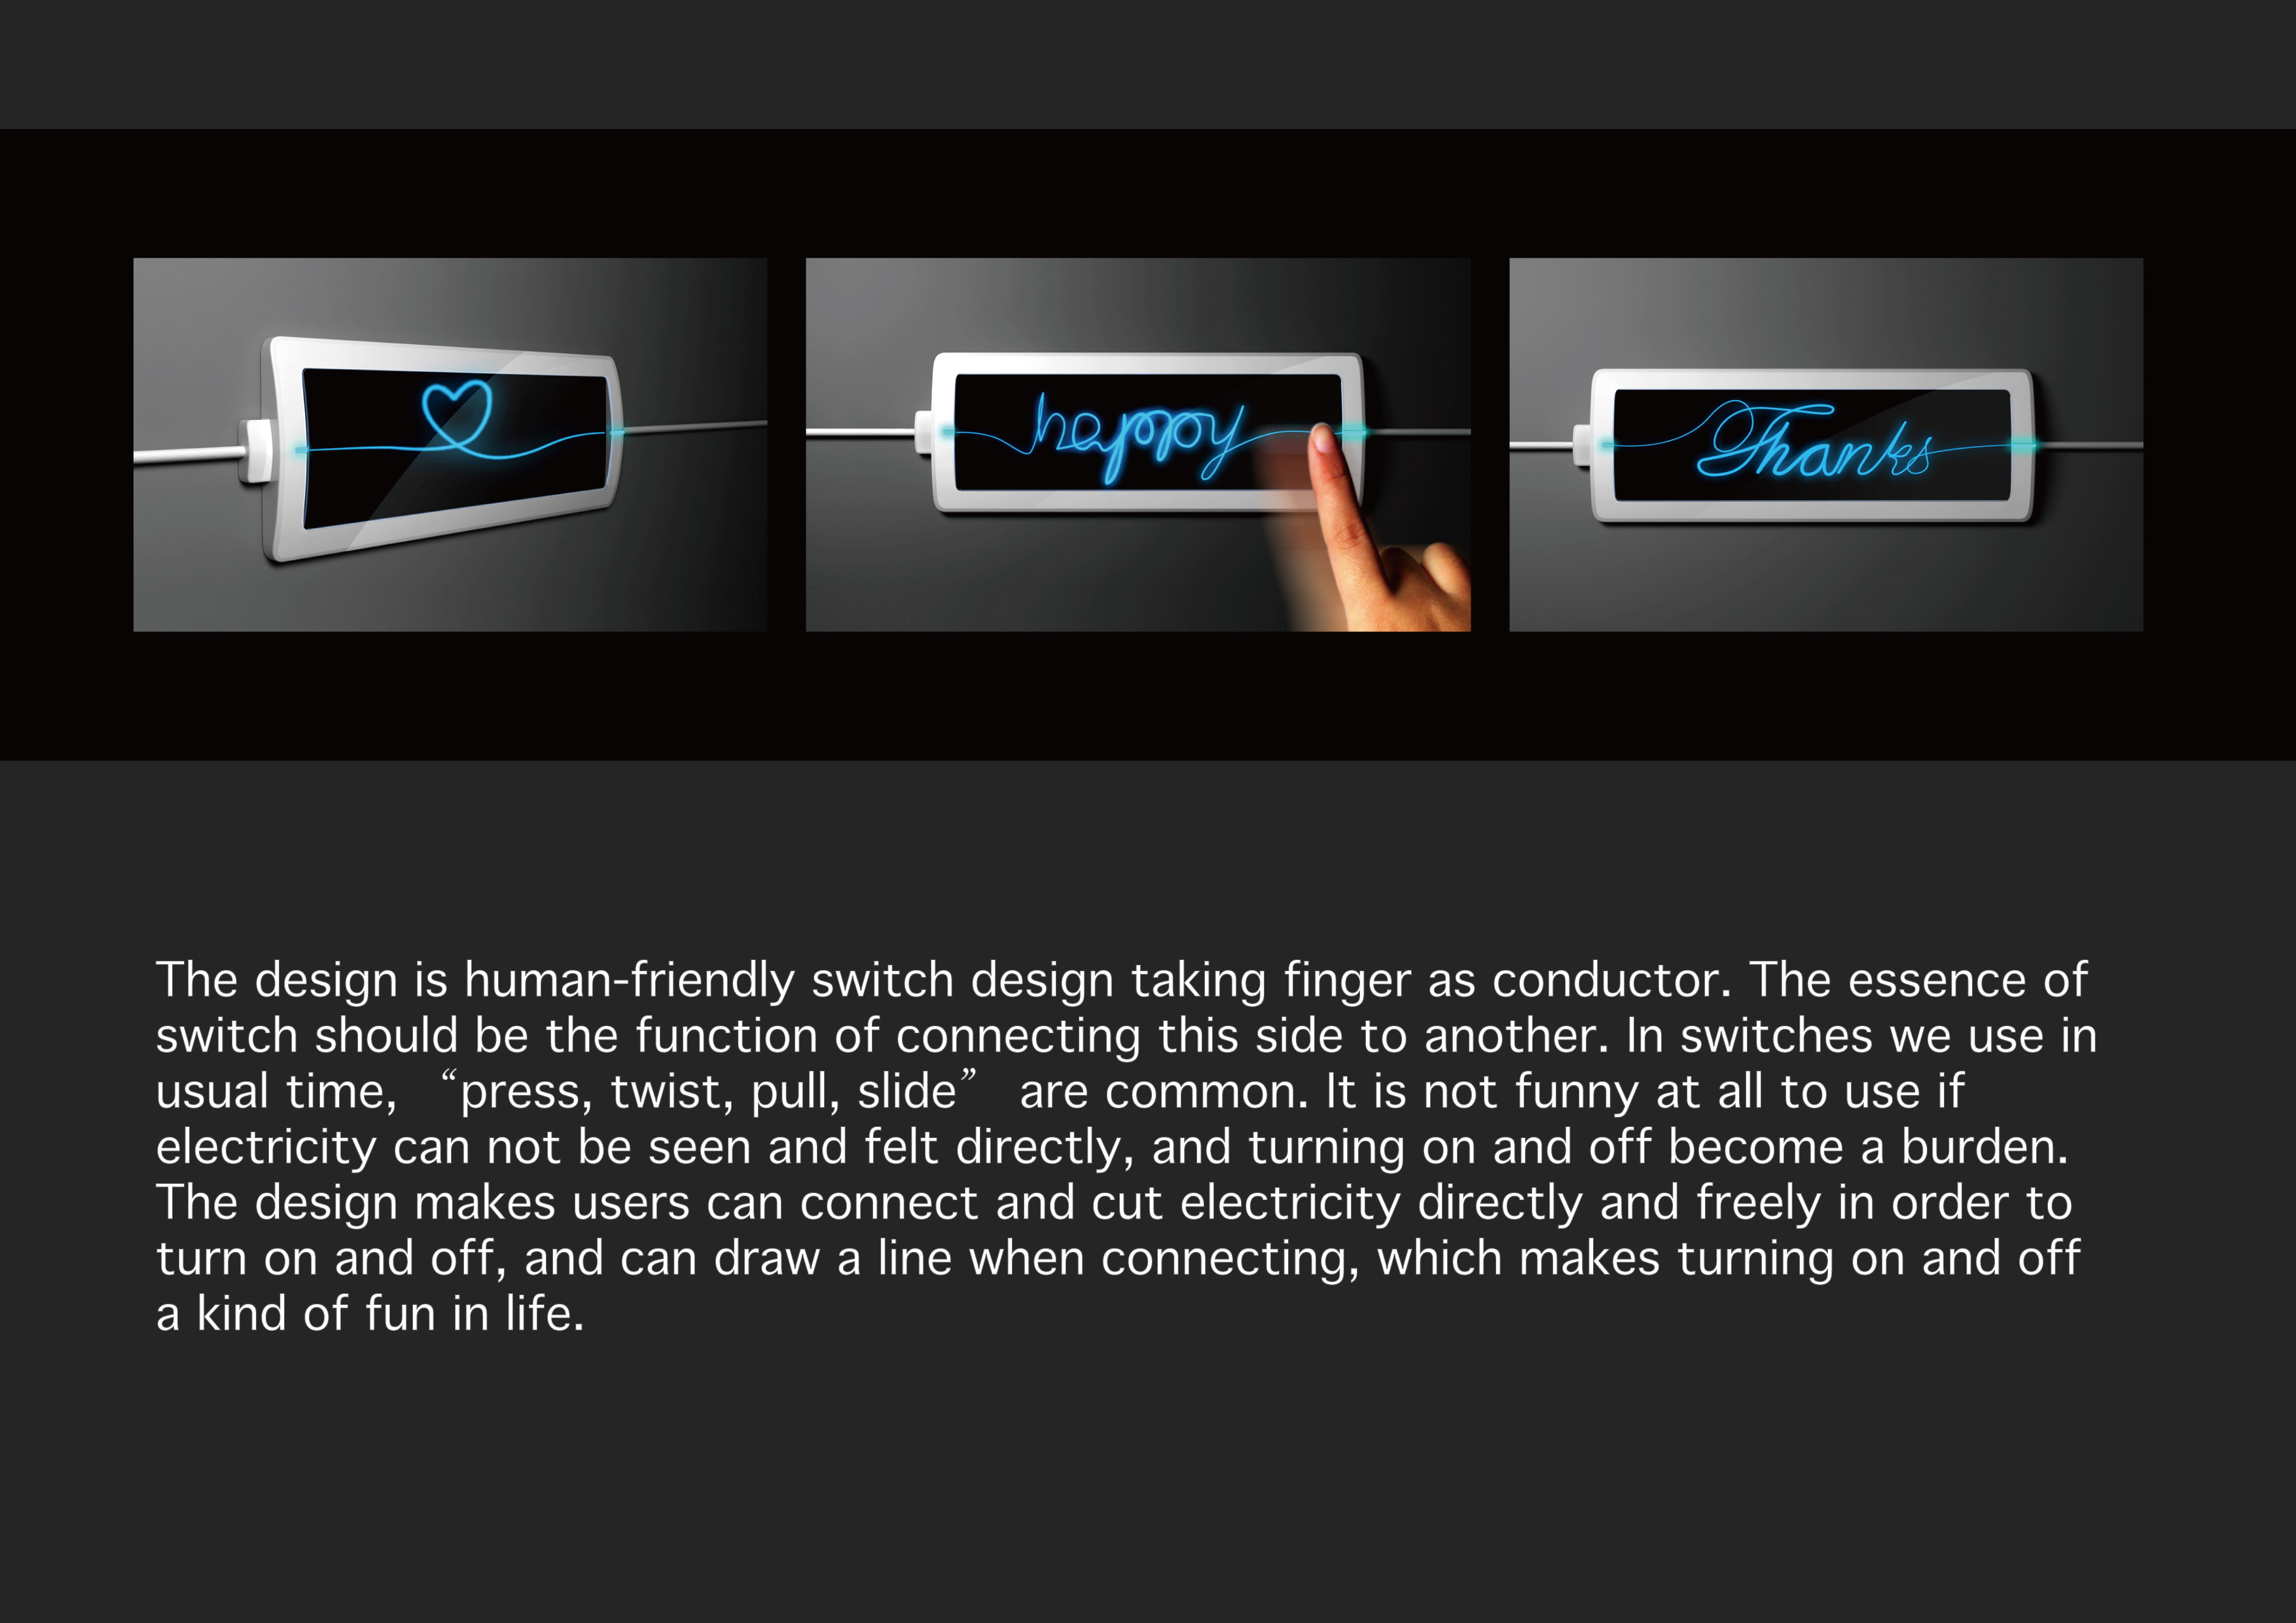 happy
Thanks
The design is human-friendly switch design taking finger as conductor. The essence of
switch should be the function of connecting this side to another. In switches we use in
usual time, “press, twist, pull, slide” are common. It is not funny at all to use if
electricity can not be seen and felt directly, and turning on and off become a burden.
The design makes users can connect and cut electricity directly and freely in order to
turn on and off, and can draw a line when connecting, which makes turning on and off
a kind of fun in life.